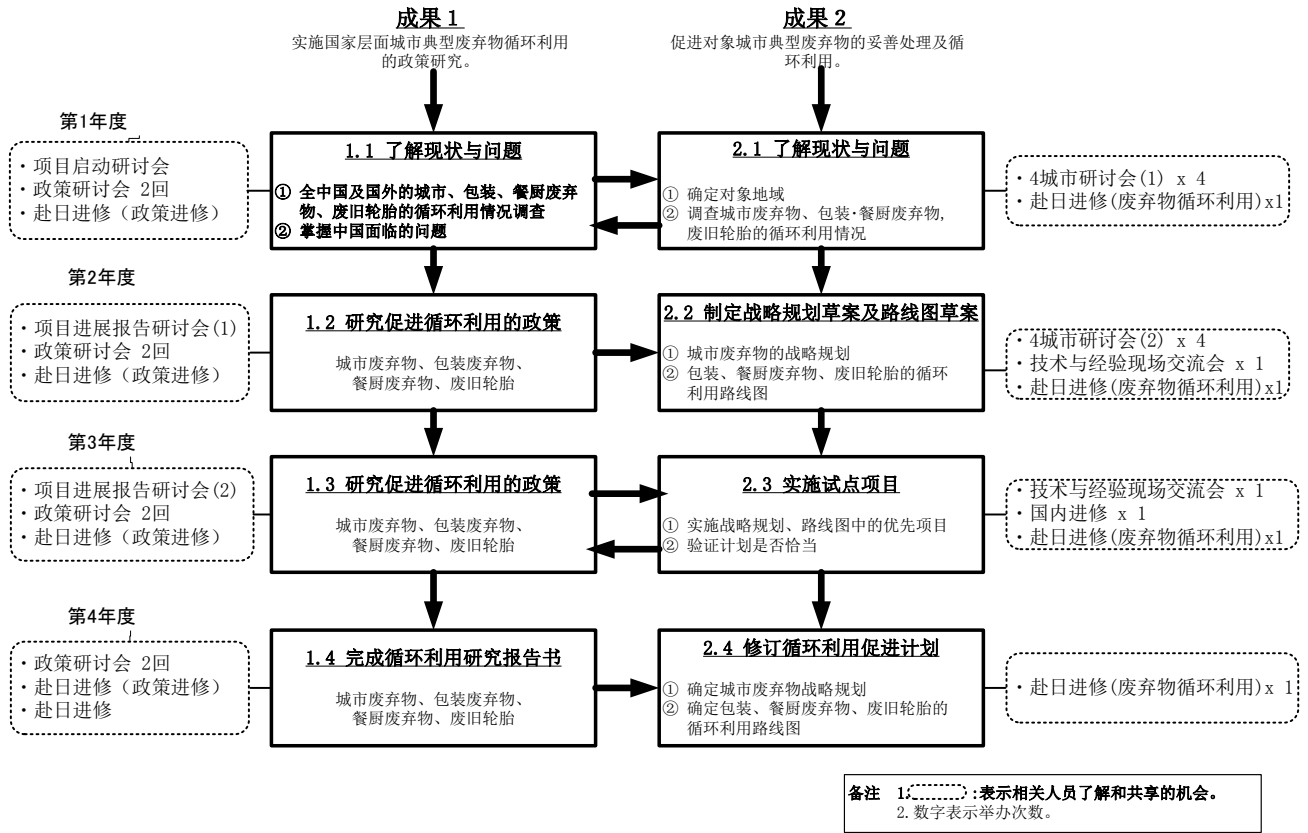 成果1
实施国家层面城市典型废弃物循环利用
的政策研究。
成果2
促进对象城市典型废弃物的妥善处理及循
环利用。
第1年度
・项目启动研讨会
・政策研讨会 2回
・赴日进修（政策进修）
1.1 了解现状与问题
① 全中国及国外的城市、包装、餐厨废弃
物、废旧轮胎的循环利用情况调查
② 掌握中国面临的问题
2.1 了解现状与问题
① 确定对象地域
② 调查城市废弃物、包装·餐厨废弃物,
废旧轮胎的循环利用情况
・4城市研讨会(1) x 4
・赴日进修(废弃物循环利用)x1
第2年度
・项目进展报告研讨会(1)
・政策研讨会 2回
・赴日进修（政策进修）
1.2 研究促进循环利用的政策
城市废弃物、包装废弃物、
餐厨废弃物、废旧轮胎
2.2 制定战略规划草案及路线图草案
① 城市废弃物的战略规划
② 包装、餐厨废弃物、废旧轮胎的循环
利用路线图
・4城市研讨会(2) x 4
・技术与经验现场交流会 x 1
・赴日进修(废弃物循环利用)x1
第3年度
・项目进展报告研讨会(2)
・政策研讨会 2回
・赴日进修（政策进修）
1.3 研究促进循环利用的政策
城市废弃物、包装废弃物、
餐厨废弃物、废旧轮胎
2.3 实施试点项目
① 实施战略规划、路线图中的优先项目
② 验证计划是否恰当
・技术与经验现场交流会 x 1
・国内进修 x 1
・赴日进修(废弃物循环利用)x1
第4年度
・政策研讨会 2回
・赴日进修（政策进修）
・赴日进修
1.4 完成循环利用研究报告书
城市废弃物、包装废弃物、
餐厨废弃物、废旧轮胎
2.4 修订循环利用促进计划
① 确定城市废弃物战略规划
② 确定包装、餐厨废弃物、废旧轮胎的
循环利用路线图
・赴日进修(废弃物循环利用)x 1
备注 1. :表示相关人员了解和共享的机会。
2.数字表示举办次数。